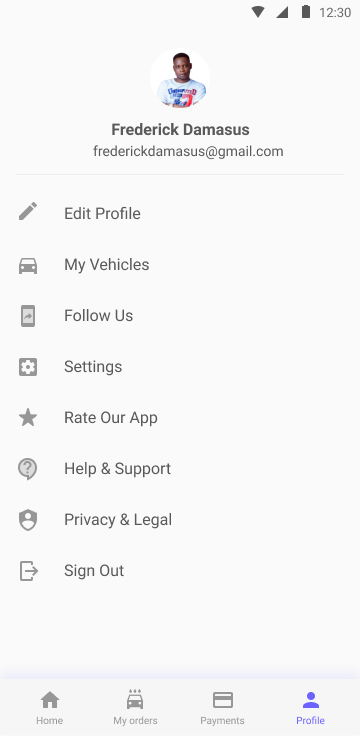 12:30
Frederick Damasus
frederickdamasus@gmail.com
Edit Profile
My Vehicles
Follow Us
Settings
Rate Our App
Help & Support
Privacy & Legal
Sign Out
Home My orders Payments Profile